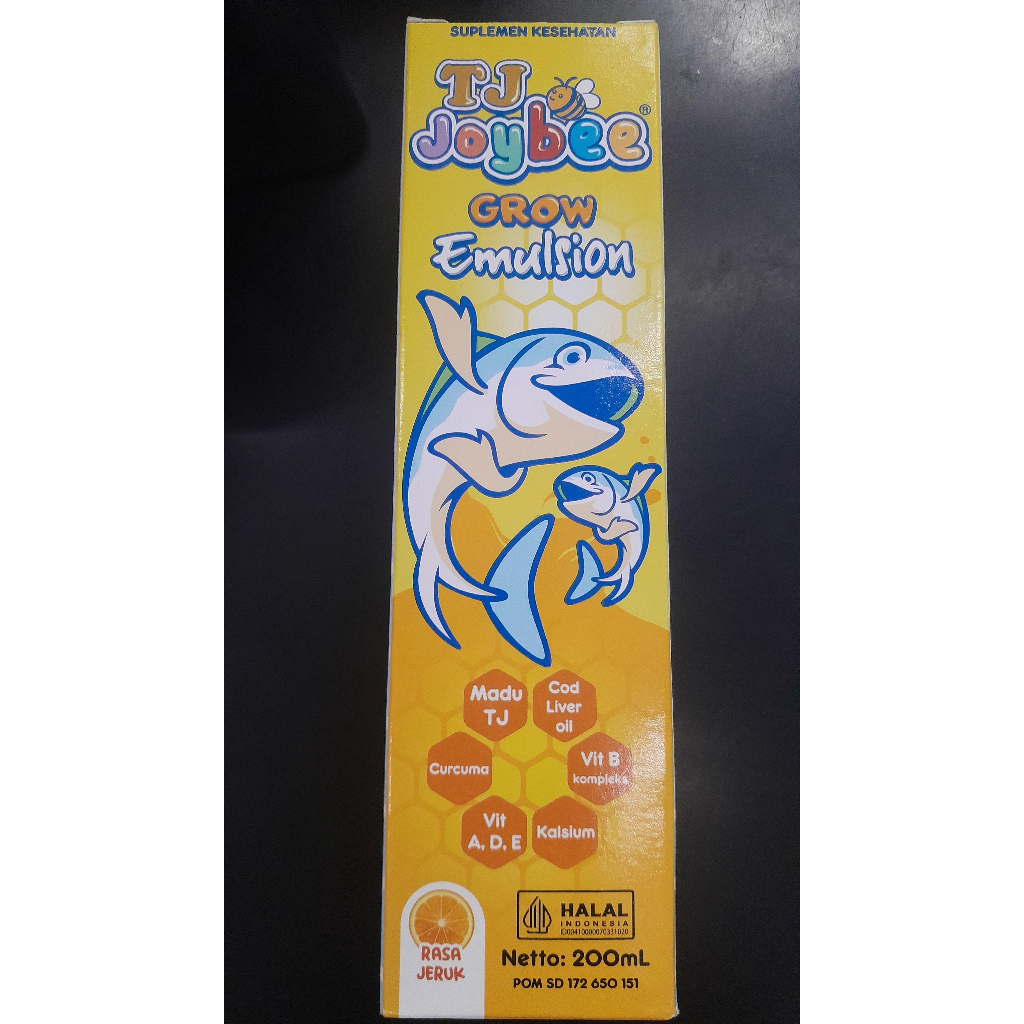 SUPLEMEN KESEHATAN
TJ
Joybee®
GROW
Emulsion
Madu
TJ
Cod
Liver
oil
Curcuma
Vit B
kompleks
Vit
A, D, E
Kalsium
RASA
JERUK
HALAL
INDONESIA
ID00410000070331020
Netto: 200mL
POM SD 172 650 151